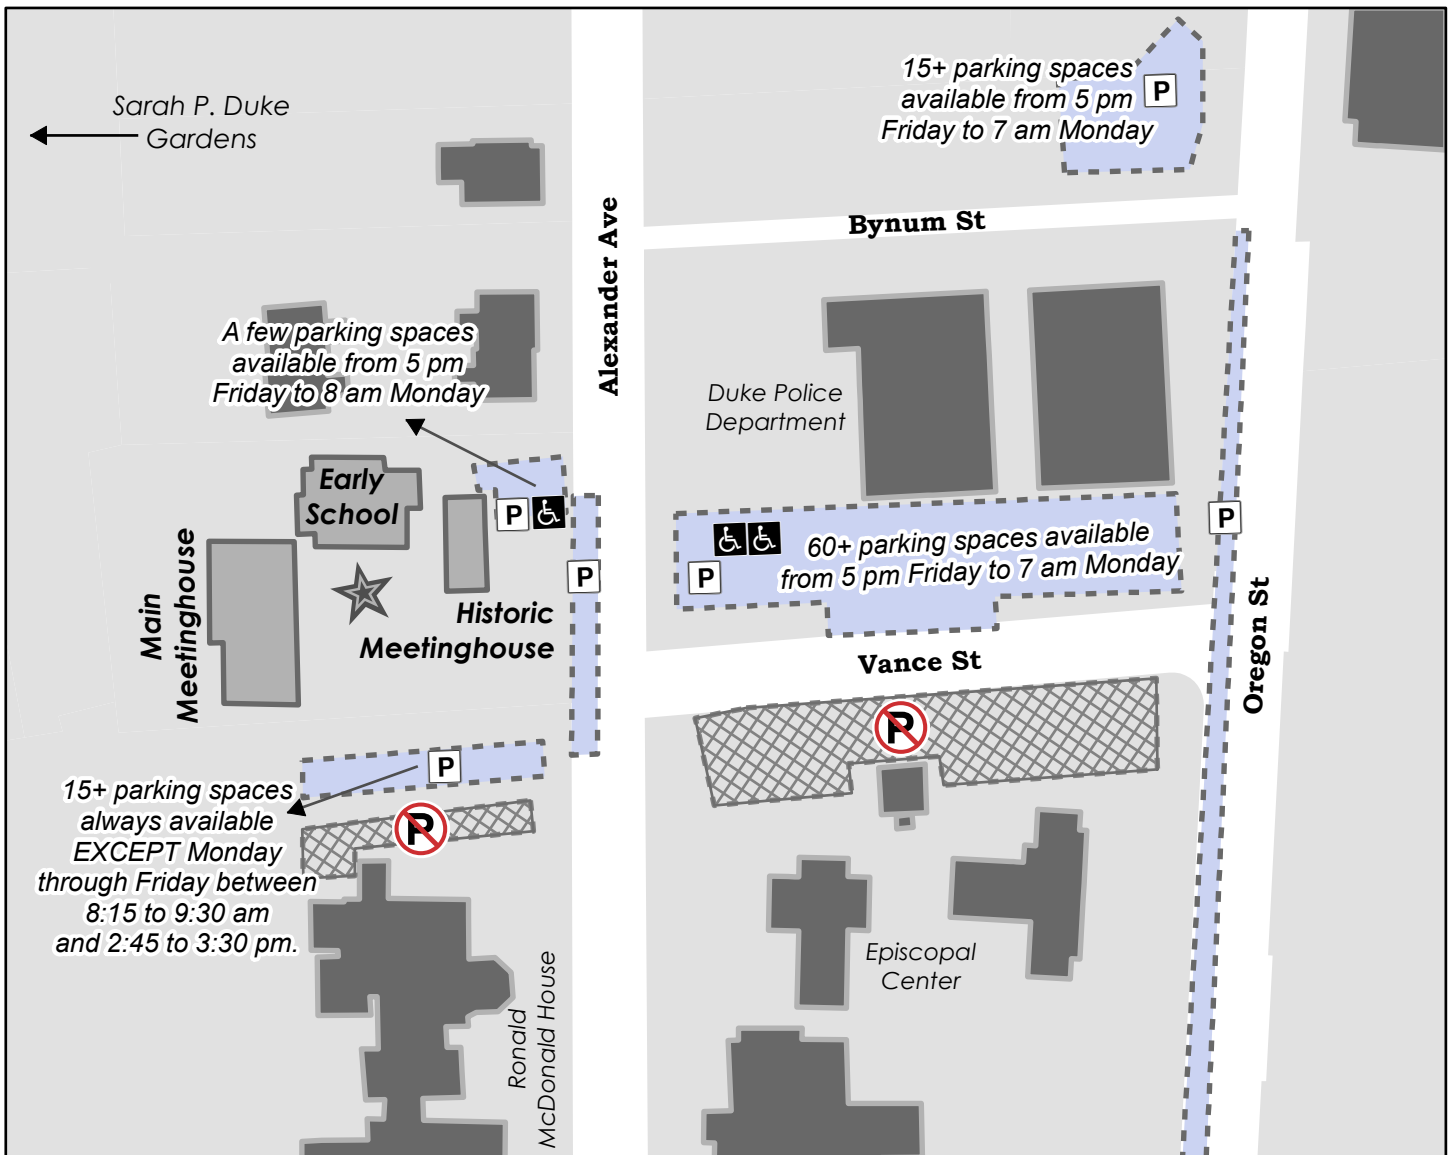 15+ parking spaces
available from 5 pm
Friday to 7 am Monday
P
Sarah P. Duke
Gardens
Bynum St
Alexander Ave
A few parking spaces
available from 5 pm
Friday to 8 am Monday
Duke Police
Department
Early
School
P
P
P
60+ parking spaces available
from 5 pm Friday to 7 am Monday
P
Main
Meetinghouse
Historic
Meetinghouse
Vance St
Oregon St
P
P
15+ parking spaces
always available
EXCEPT Monday
through Friday between
8:15 to 9:30 am
and 2:45 to 3:30 pm.
P
Episcopal
Center
Ronald
McDonald House